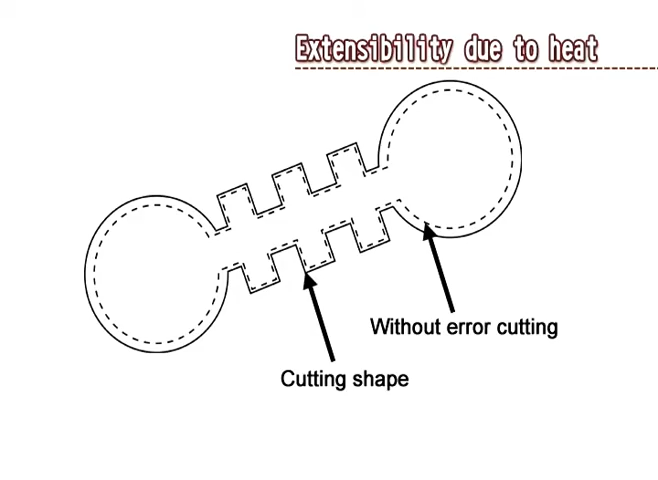 Extensibility due to heat
Without error cutting
Cutting shape